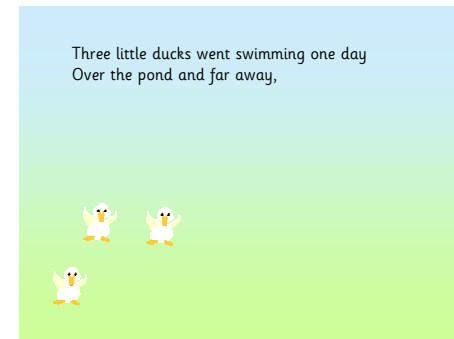 Three little ducks went swimming one day
Over the pond and far away,